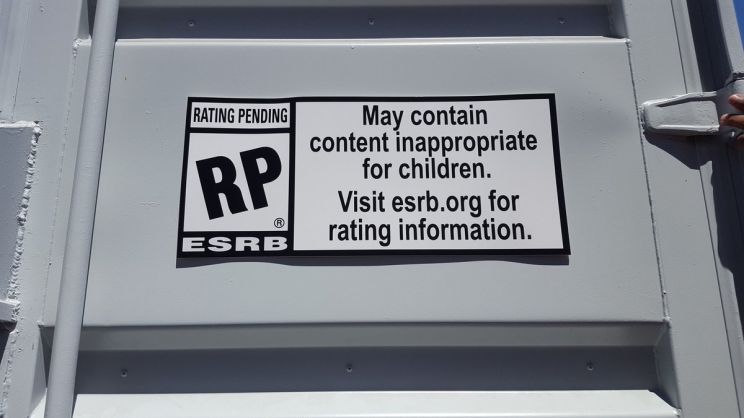 RATING PENDING
RP
®
ESRB
May contain
content inappropriate
for children.
Visit esrb.org for
rating information.